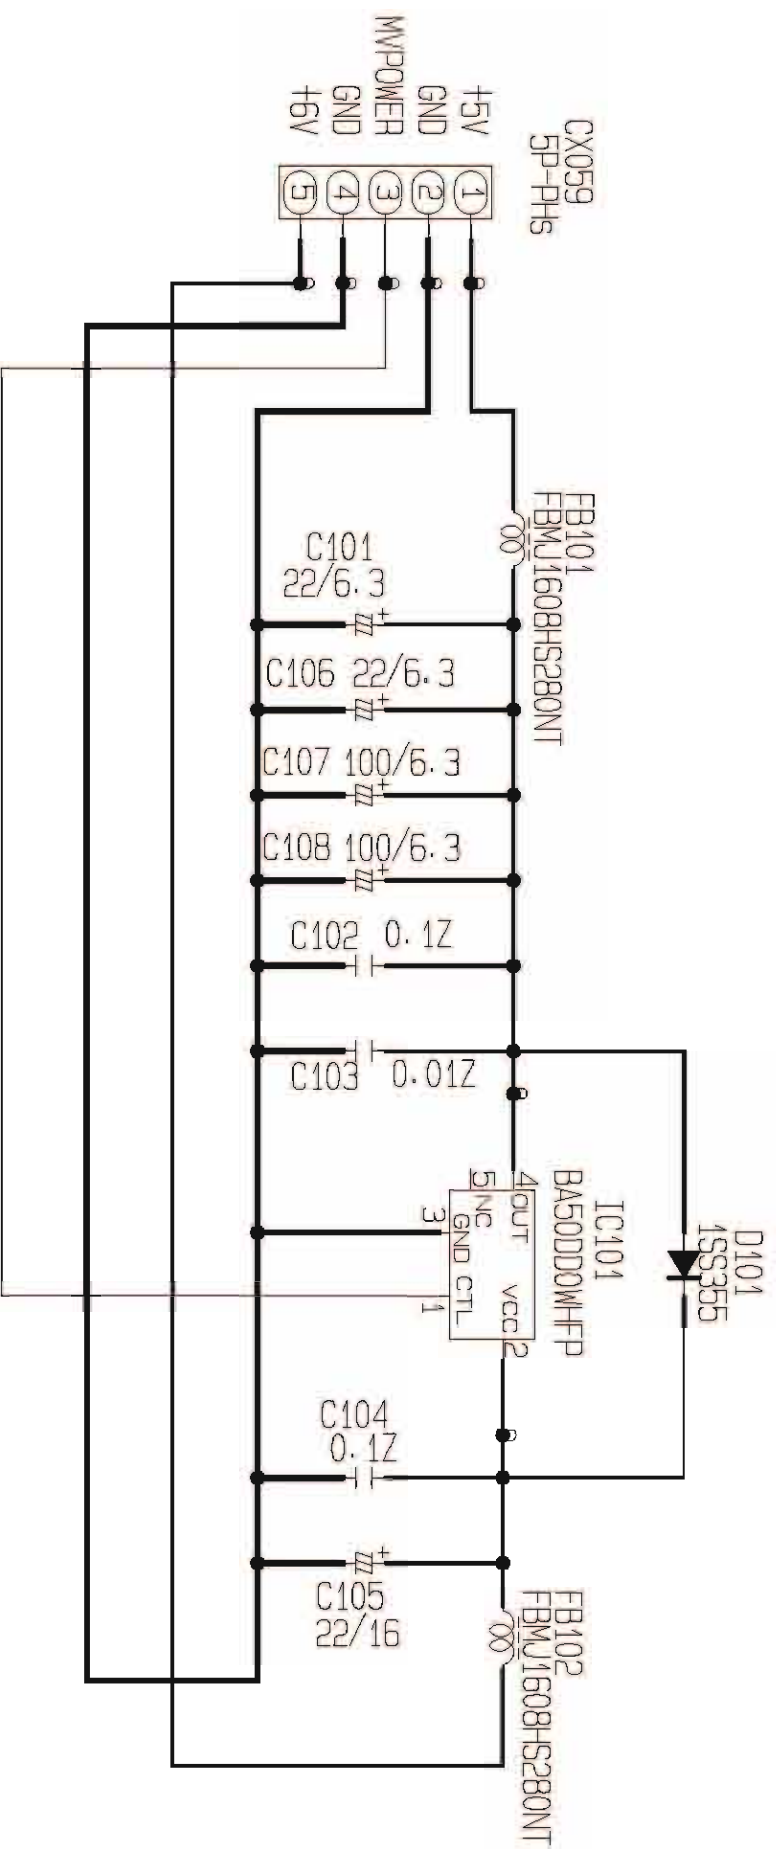 CX059
5P-PHs
+5V
GND
MVPOWER
GND
+6V
1
2
3
4
5
FB101
FBMJ1608HS280NT
C101
22/6.3
+
C106 22/6.3
+
C107 100/6.3
+
C108 100/6.3
+
C102 0.1Z
C103 0.01Z
IC101
BA50DD0WHFP
4
OUT
5
NC
3
GND
CTL
1
VCC
2
D101
1SS355
C104
0.1Z
+
C105
22/16
FB102
FBMJ1608HS280NT